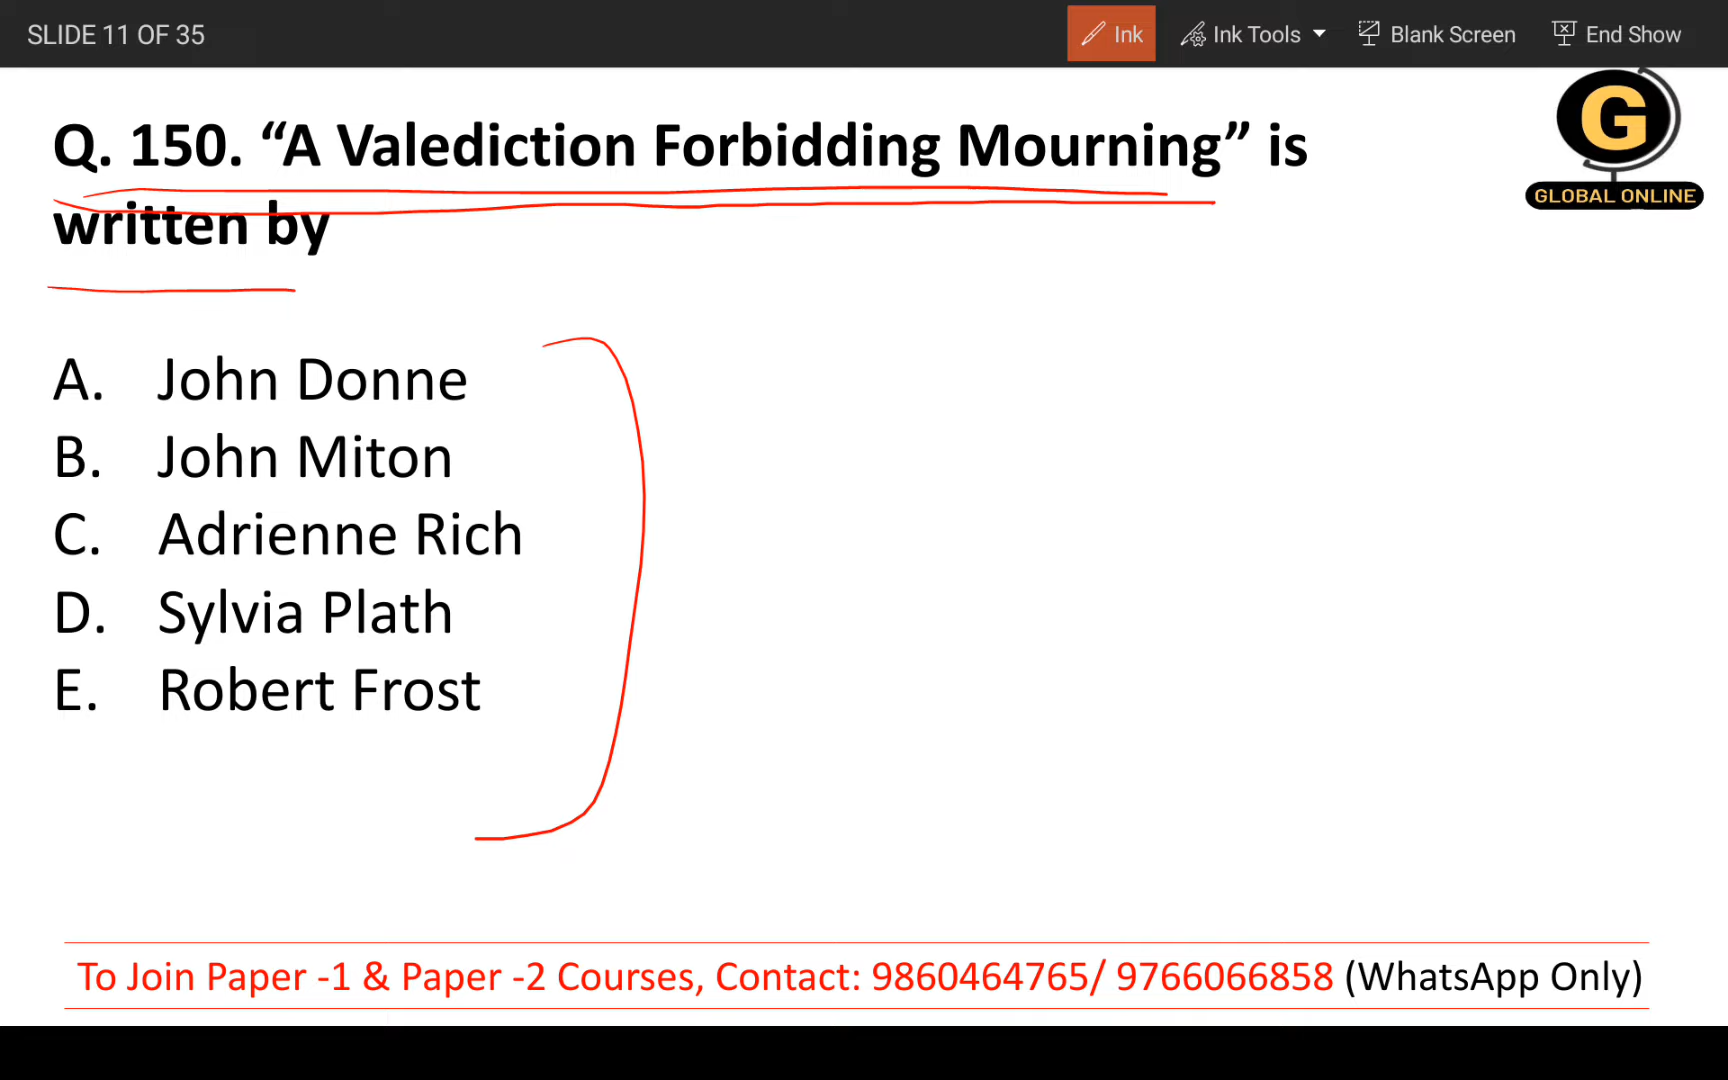 SLIDE 11 OF 35
Ink
Ink Tools
Blank Screen
End Show
G
GLOBAL ONLINE
Q. 150. “A Valediction Forbidding Mourning” is
written by
A. John Donne
B. John Miton
C. Adrienne Rich
D. Sylvia Plath
E. Robert Frost
To Join Paper -1 & Paper -2 Courses, Contact: 9860464765/ 9766066858 (WhatsApp Only)